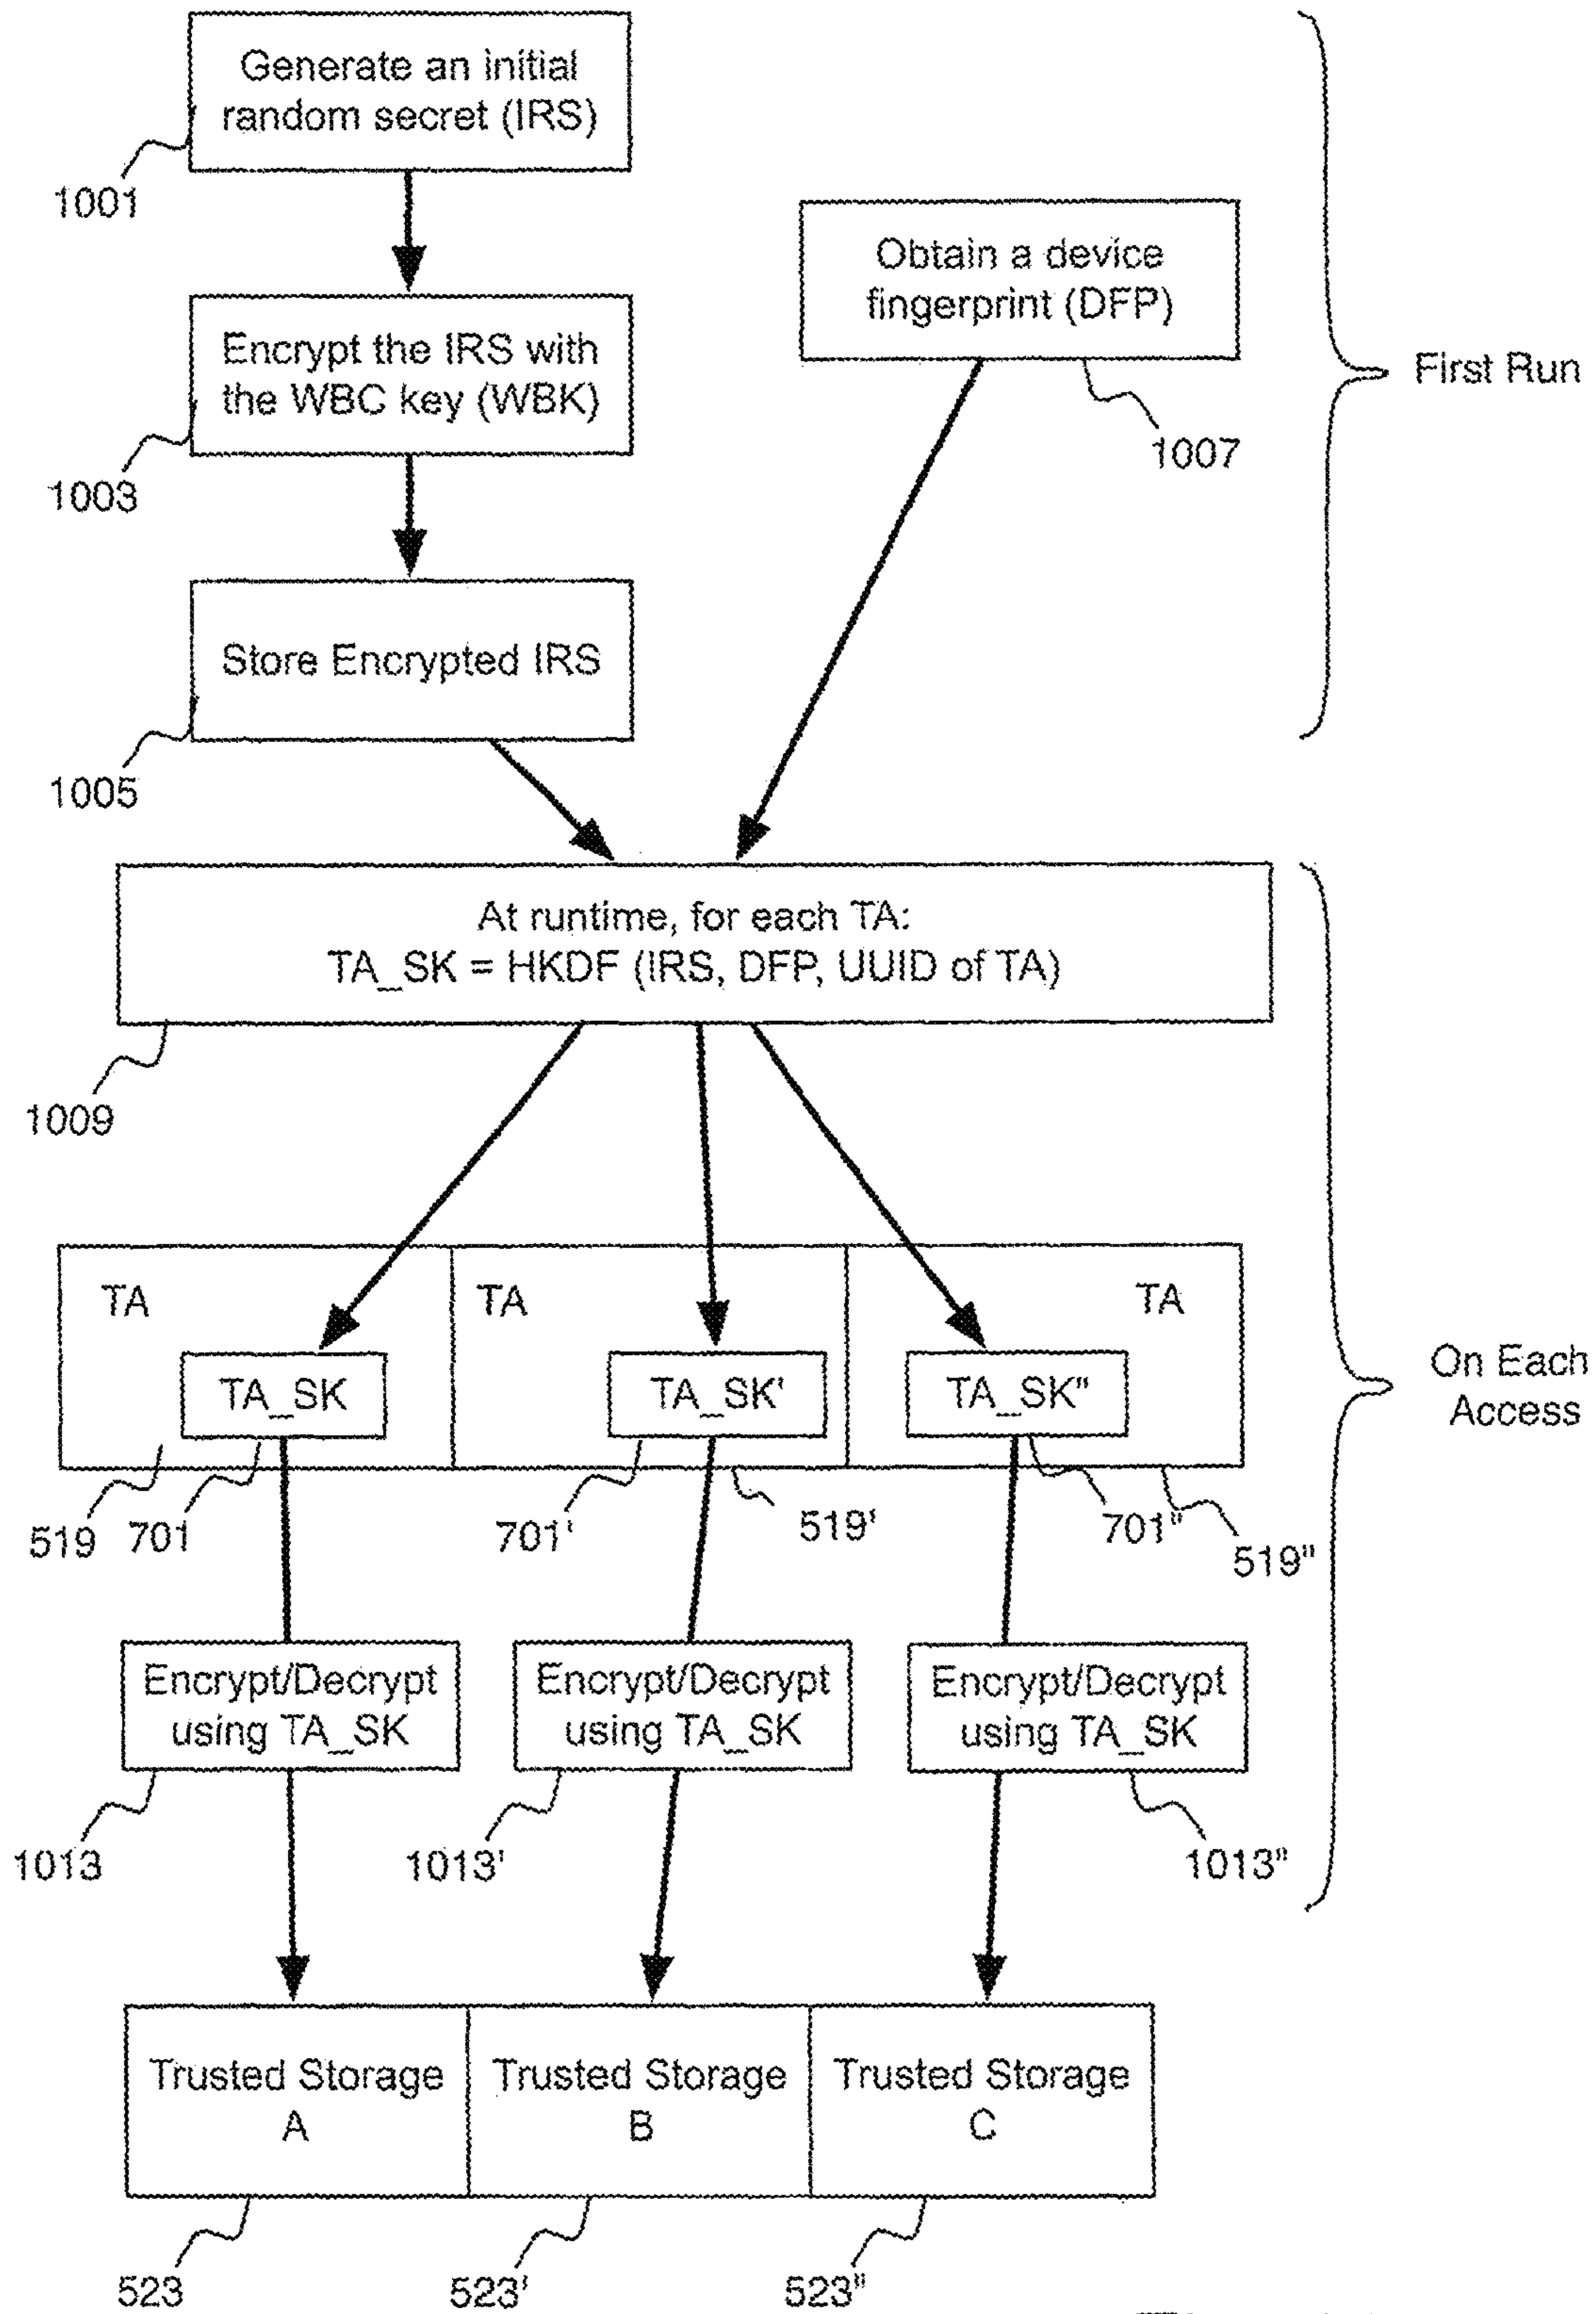 Generate an initial
random secret (IRS)
1001
Obtain a device
fingerprint (DFP)
1007
Encrypt the IRS with
the WBC key (WBK)
1003
First Run
Store Encrypted IRS
1005
At runtime, for each TA:
TA_SK = HKDF (IRS, DFP, UUID of TA)
1009
TA
TA
TA
TA_SK
TA_SK'
TA_SK"
On Each
Access
519
701
701'
519'
701"
519"
Encrypt/Decrypt
using TA_SK
Encrypt/Decrypt
using TA_SK
Encrypt/Decrypt
using TA_SK
1013
1013'
1013"
Trusted Storage
A
Trusted Storage
B
Trusted Storage
C
523
523'
523"